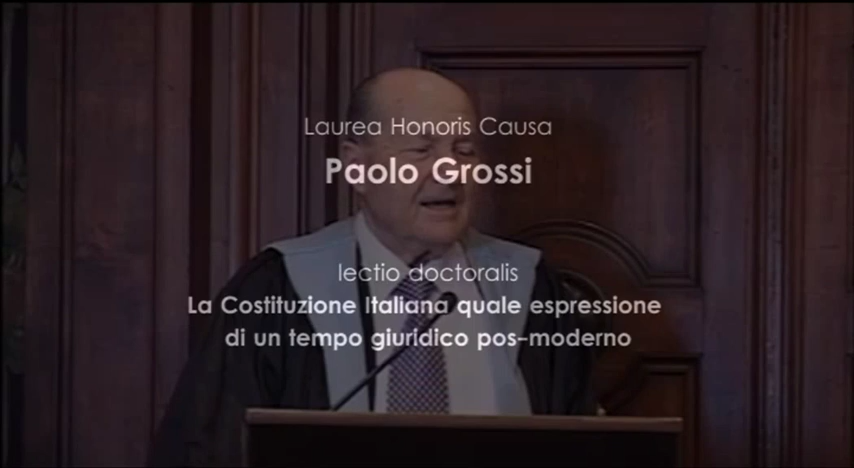 Laurea Honoris Causa
Paolo Grossi
lectio doctoralis
La Costituzione Italiana quale espressione
di un tempo giuridico pos-moderno